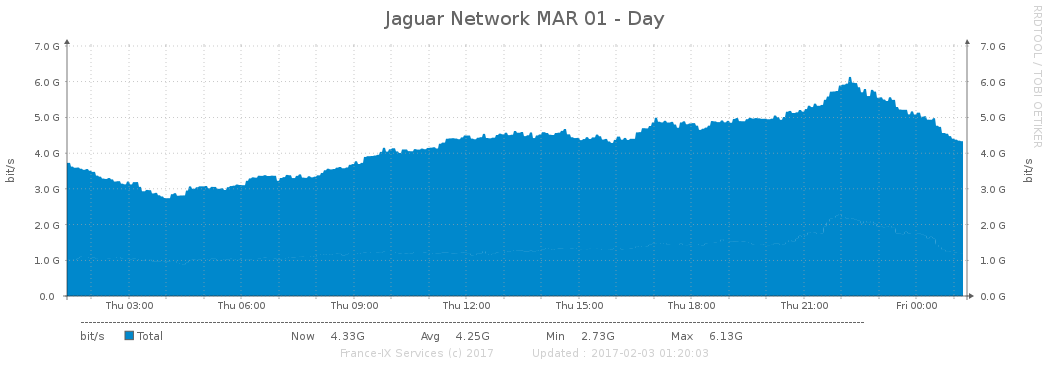 Jaguar Network MAR 01 - Day
RRDTOOL / TOBI OETIKER
bit/s
7.0 G 7.0 G
6.0 G 6.0 G
5.0 G 5.0 G
4.0 G 4.0 G
3.0 G 3.0 G
2.0 G 2.0 G
1.0 G 1.0 G
0.0 0.0 G
bit/s
Thu 03:00 Thu 06:00 Thu 09:00 Thu 12:00 Thu 15:00 Thu 18:00 Thu 21:00 Fri 00:00
bit/s Total Now 4.33G Avg 4.25G Min 2.73G Max 6.13G
France-IX Services (c) 2017 Updated : 2017-02-03 01:20:03